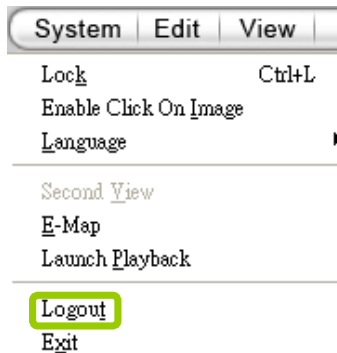 System Edit View
Lock Ctrl+L
Enable Click On Image
Language
Second View
E-Map
Launch Playback
Logout
Exit